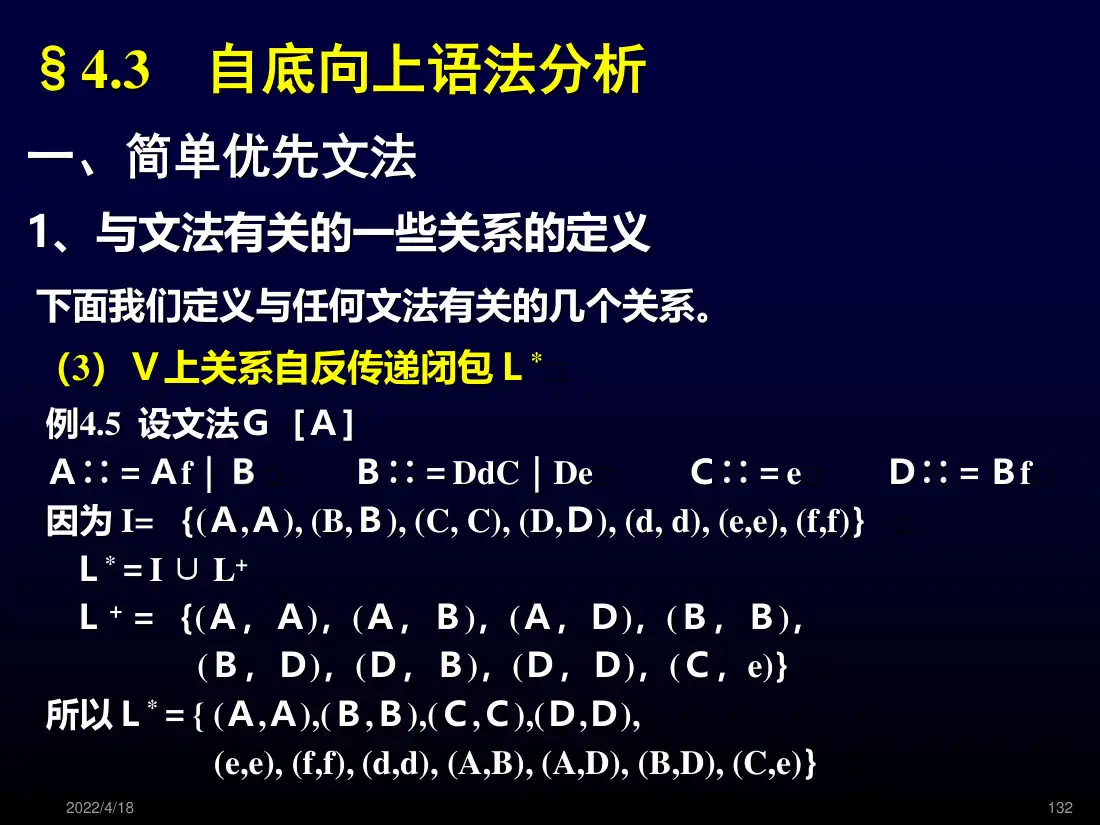 §4.3 自底向上语法分析
一、简单优先文法
1、与文法有关的一些关系的定义
下面我们定义与任何文法有关的几个关系。
（3）Ｖ上关系自反传递闭包Ｌ*
例4.5 设文法Ｇ［Ａ］
Ａ∷＝Ａf｜Ｂ Ｂ∷＝DdC｜De Ｃ∷＝e Ｄ∷＝Ｂf
因为 I=｛(Ａ,Ａ), (B,Ｂ), (C, C), (D,Ｄ), (d, d), (e,e), (f,f)｝
Ｌ*＝I ∪ L+
Ｌ+＝｛(Ａ，Ａ)，(Ａ，Ｂ)，(Ａ，Ｄ)，(Ｂ，Ｂ)，
(Ｂ，Ｄ)，(Ｄ，Ｂ)，(Ｄ，Ｄ)，(Ｃ，e)｝
所以Ｌ*＝{ (Ａ,Ａ),(Ｂ,Ｂ),(Ｃ,Ｃ),(Ｄ,Ｄ),
(e,e), (f,f), (d,d), (A,B), (A,D), (B,D), (C,e)｝
2022/4/18
132